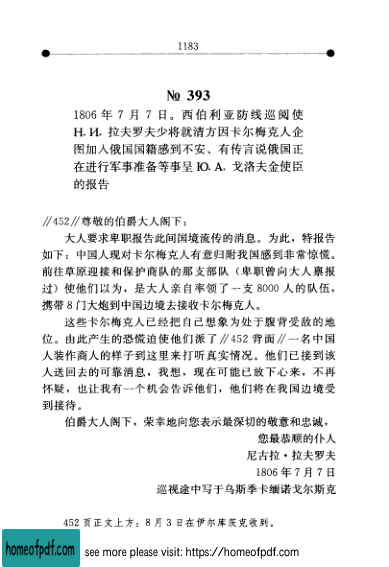 1183
№ 393
1806 年 7 月 7 日。西伯利亚防线巡阅使
Н. И. 拉夫罗夫少将就清方因卡尔梅克人企
图加入俄国国籍感到不安、有传言说俄国正
在进行军事准备等事呈 Ю. А. 戈洛夫金使臣
的报告
∥452∥尊敬的伯爵大人阁下:
大人要求卑职报告此间国境流传的消息。为此,特报告
如下:中国人现对卡尔梅克人有意归附我国感到非常惊慌。
前往草原迎接和保护商队的那支部队（卑职曾向大人禀报
过）使他们以为,是大人亲自率领了一支 8000 人的队伍,
携带 8 门大炮到中国边境去接收卡尔梅克人。
这些卡尔梅克人已经把自己想象为处于腹背受敌的地
位。由此产生的恐慌迫使他们派了∥452 背面∥一名中国
人装作商人的样子到这里来打听真实情况。他们已接到该
人送回去的可靠消息,我想,现在可能已放下心来,不再
怀疑,也让我有一个机会告诉他们,他们将在我国边境受
到接待。
伯爵大人阁下,荣幸地向您表示最深切的敬意和忠诚,
您最恭顺的仆人
尼古拉·拉夫罗夫
1806 年 7 月 7 日
巡视途中写于乌斯季卡缅诺戈尔斯克
452 页正文上方:8 月 3 日在伊尔库茨克收到。
homeofpdf.com
see more please visit: https://homeofpdf.com